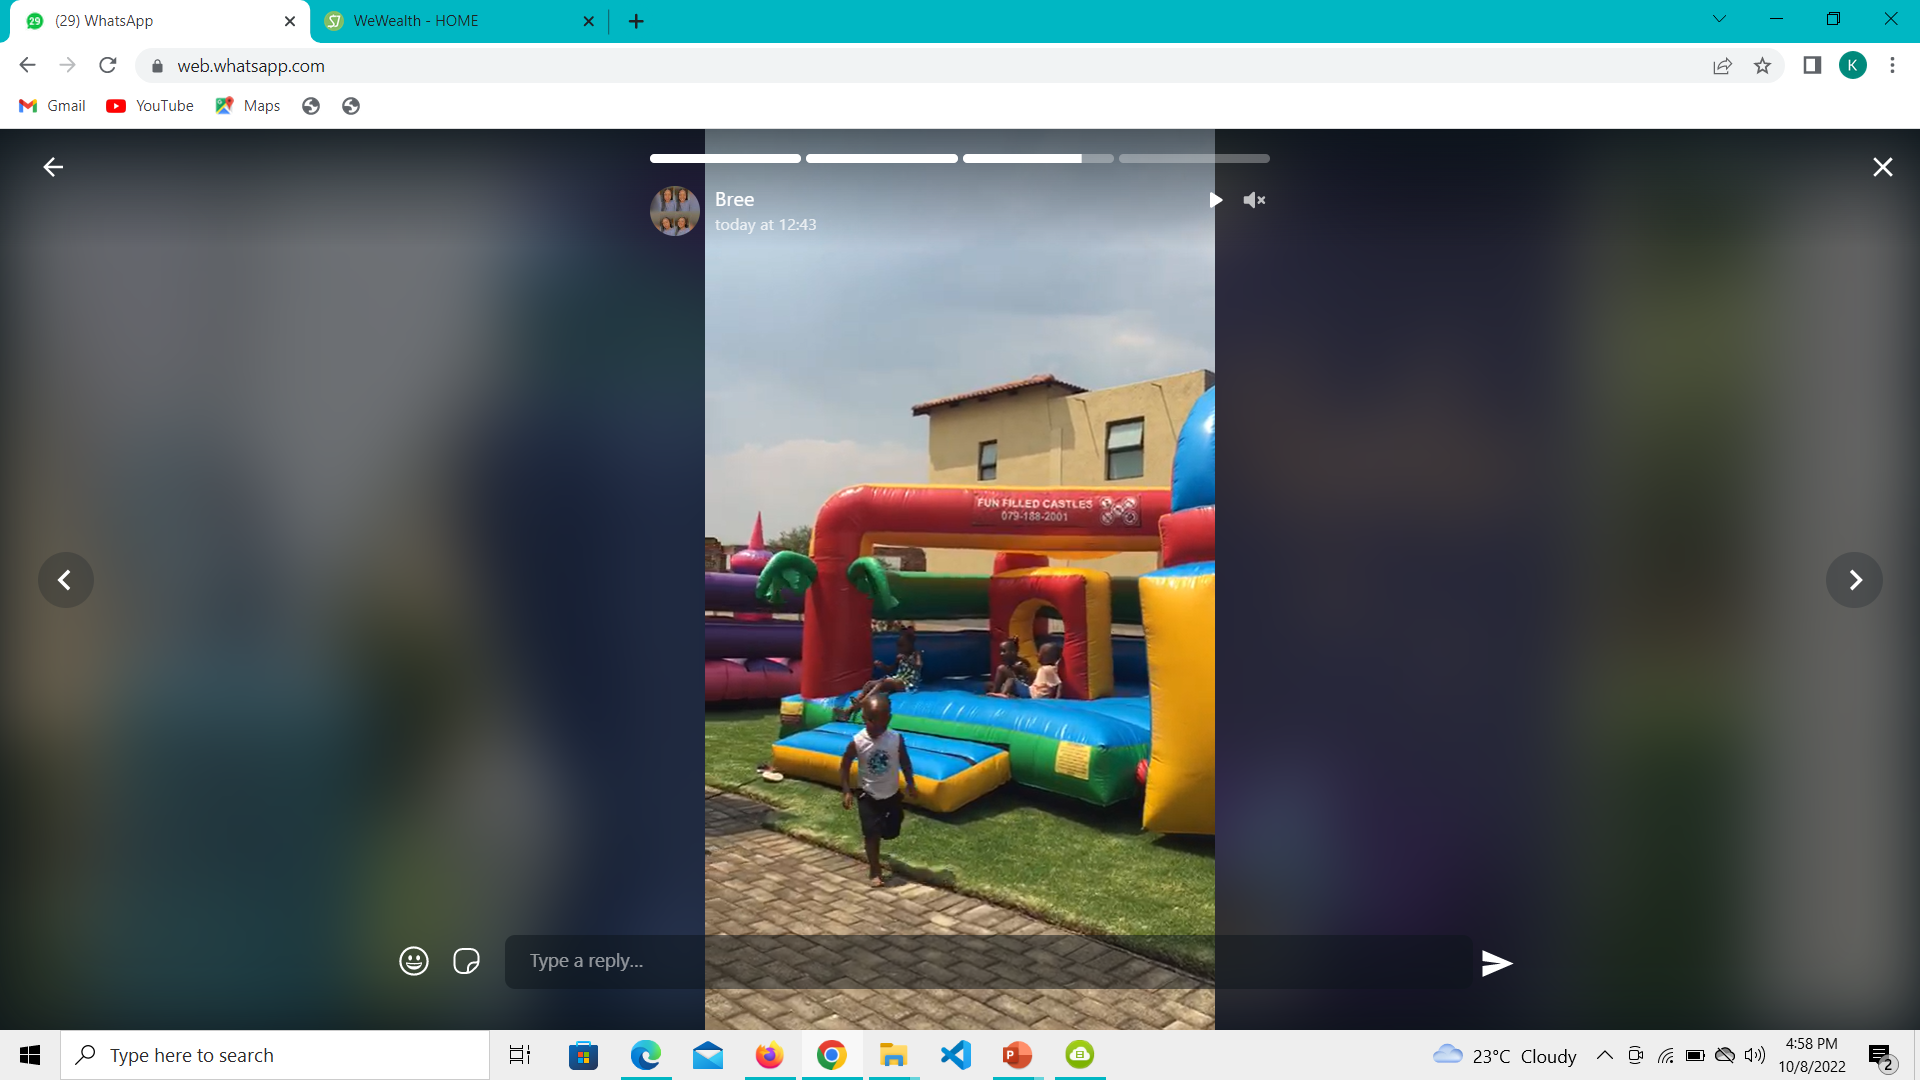 29
(29) WhatsApp
WeWealth - HOME
web.whatsapp.com
K
Gmail
YouTube
Maps
Bree
today at 12:43
FUN FILLED CASTLES
079-188-2001
Type a reply...
Type here to search
P
23°C Cloudy
4:58 PM
10/8/2022
2